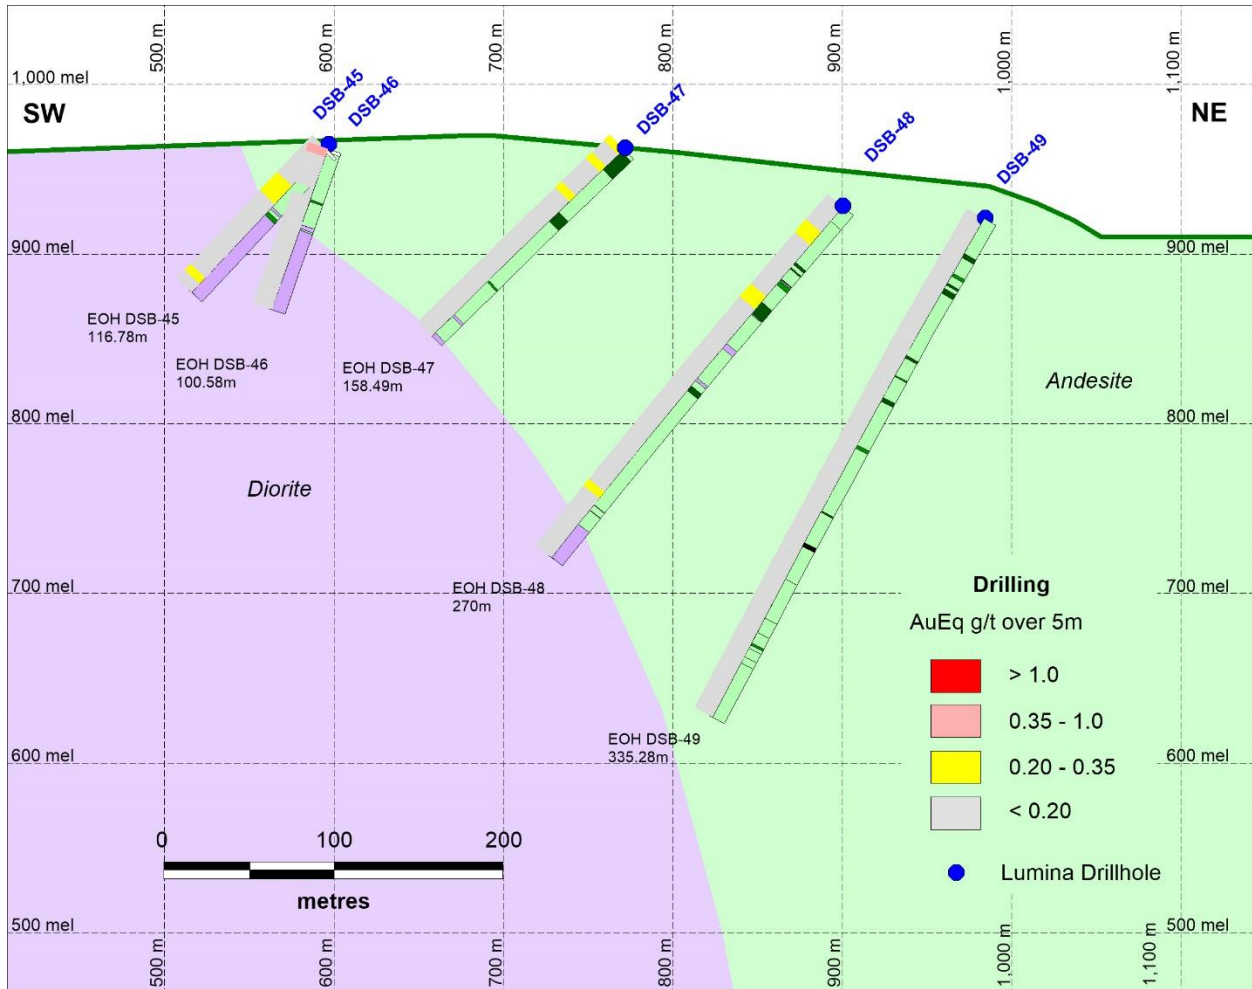 500 m
600 m
700 m
800 m
900 m
1,000 m
1,100 m
1,000 mel
SW
NE
DSB-45
DSB-46
DSB-47
DSB-48
DSB-49
900 mel
900 mel
EOH DSB-45
116.78m
EOH DSB-46
100.58m
EOH DSB-47
158.49m
Andesite
800 mel
800 mel
Diorite
EOH DSB-48
270m
700 mel
700 mel
EOH DSB-49
335.28m
600 mel
600 mel
Drilling
AuEq g/t over 5m
> 1.0
0.35 - 1.0
0.20 - 0.35
< 0.20
Lumina Drillhole
0
100
200
metres
500 mel
500 mel
500 m
600 m
700 m
800 m
900 m
1,000 m
1,100 m